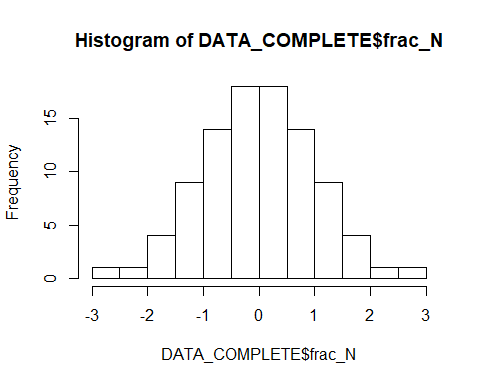 Histogram of DATA_COMPLETE$frac_N
Frequency
15
10
5
0
-3 -2 -1 0 1 2 3
DATA_COMPLETE$frac_N